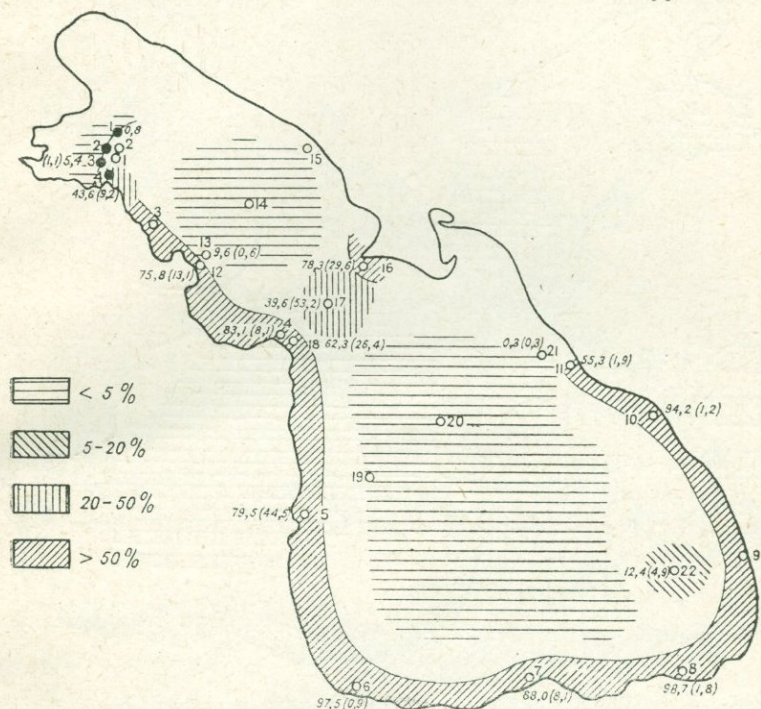 1 0,8
2 2
(1,1) 5,4 3 1
4
43,6 (9,2)
15
14
3
13
9,6 (0,6)
75,8 (13,1) 12
78,3 (29,6) 16
39,6 (53,2) 17
83,1 (8,1) 4
18 62,3 (26,4)
0,3 (0,3) 21
11 55,3 (1,9)
94,2 (1,2)
10
20
< 5 %
5-20 %
20-50 %
> 50 %
19
79,5 (44,5) 5
9
12,4 (4,9) 22
6
97,5 (0,9)
7
88,0 (8,1)
8
98,7 (1,8)